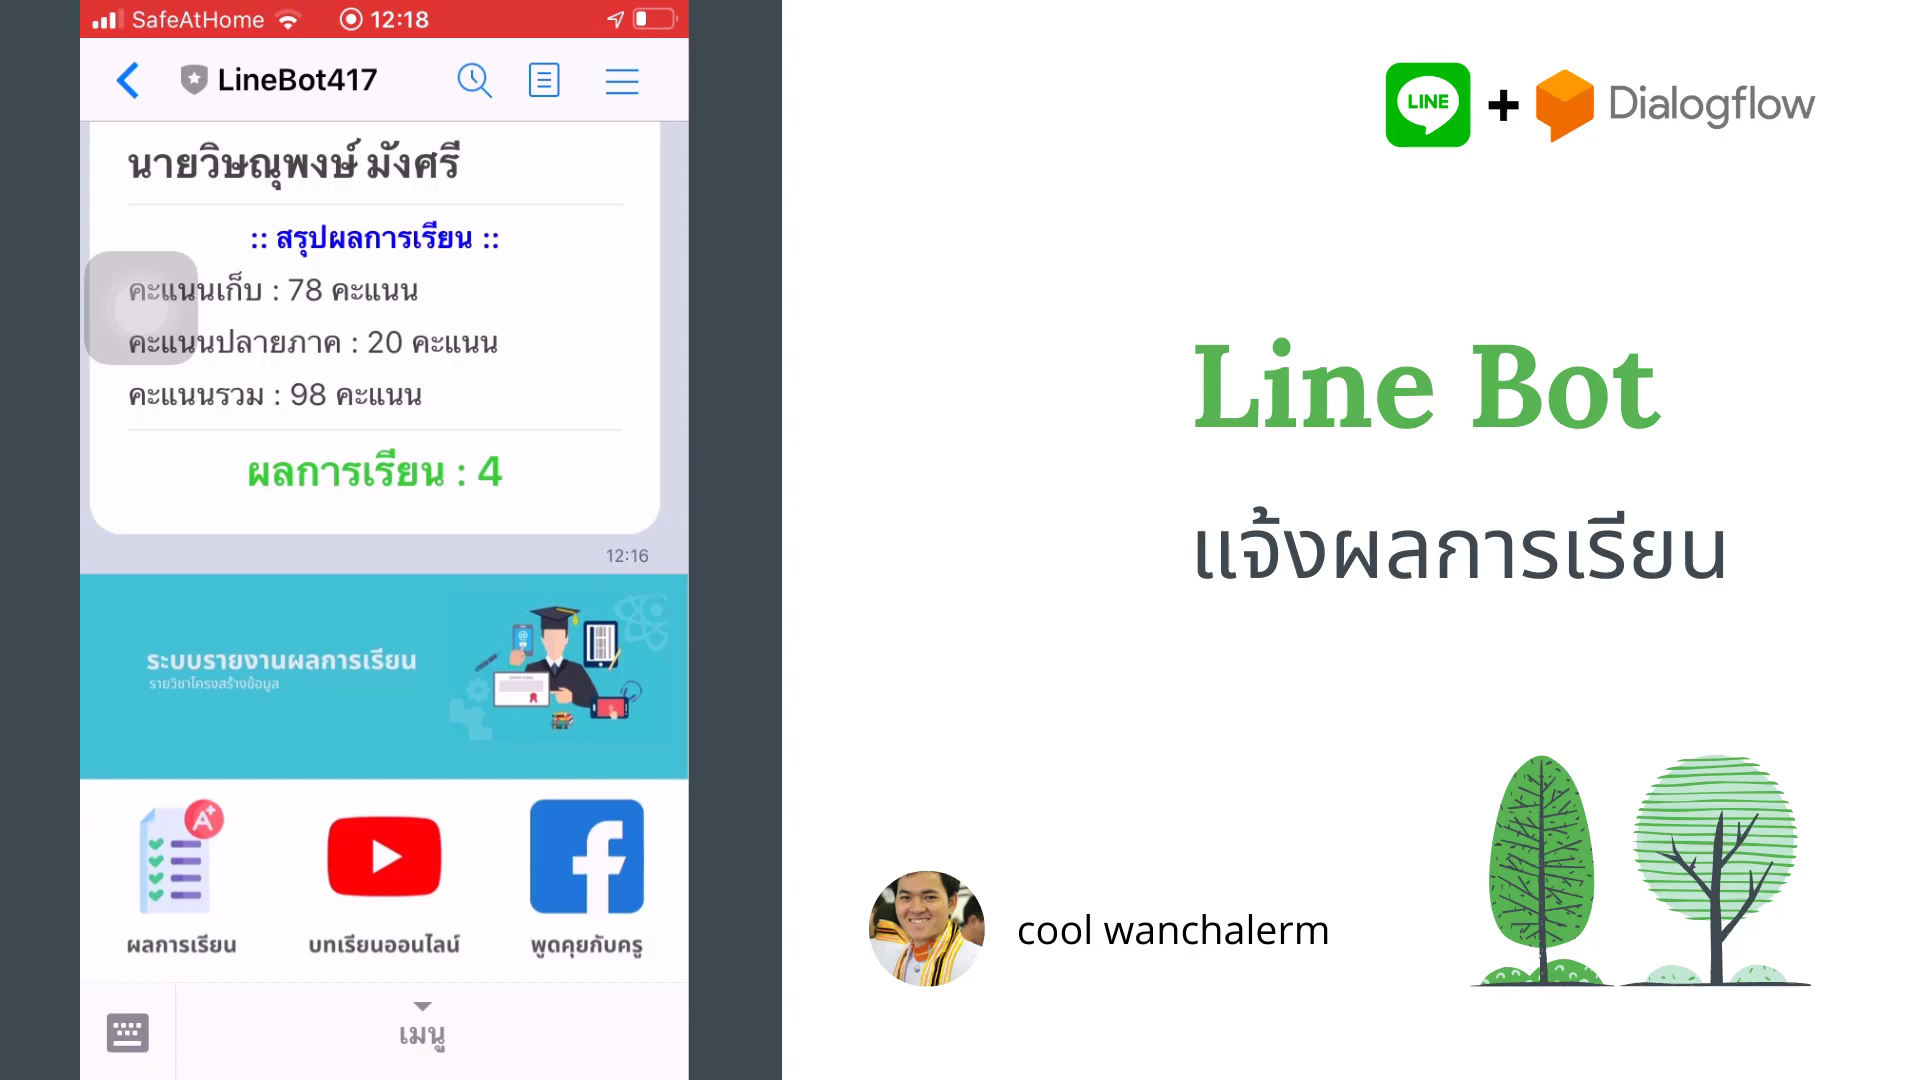 SafeAtHome 12:18
LineBot417
นายวิษณุพงษ์ มังศรี
:: สรุปผลการเรียน ::
คะแนนเก็บ : 78 คะแนน
คะแนนปลายภาค : 20 คะแนน
คะแนนรวม : 98 คะแนน
ผลการเรียน : 4
12:16
ระบบรายงานผลการเรียน
รายวิชาโครงสร้างข้อมูล
A+
ผลการเรียน
บทเรียนออนไลน์
พูดคุยกับครู
เมนู
LINE + Dialogflow
Line Bot
แจ้งผลการเรียน
cool wanchalerm